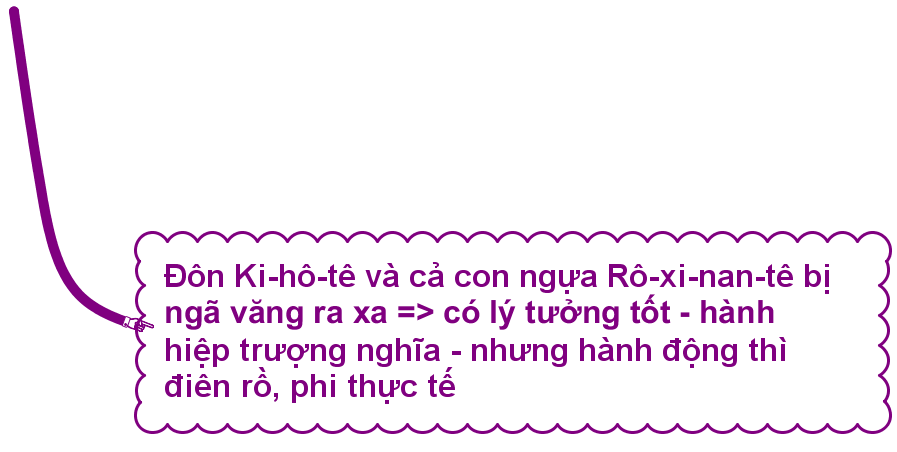 Đôn Ki-hô-tê và cả con ngựa Rô-xi-nan-tê bị
ngã văng ra xa => có lý tưởng tốt - hành
hiệp trượng nghĩa - nhưng hành động thì
điên rồ, phi thực tế